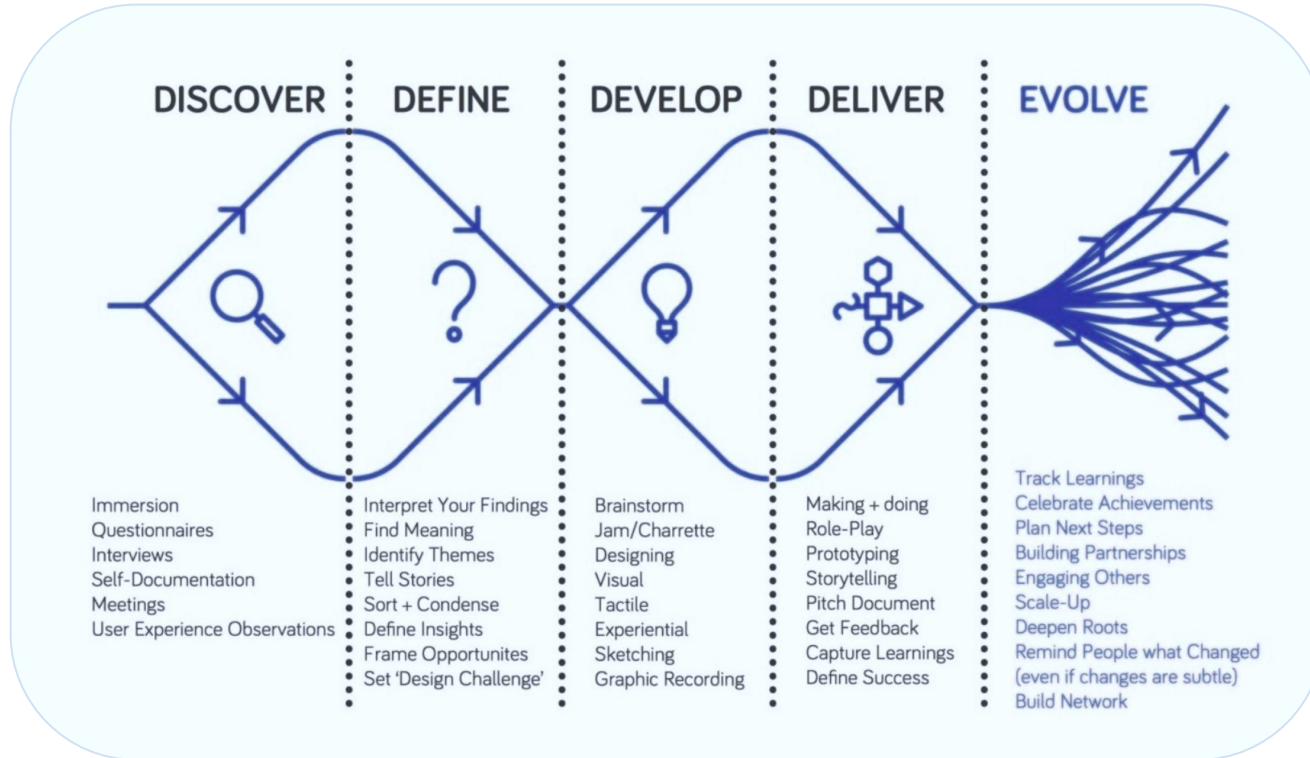 DISCOVER
DEFINE
DEVELOP
DELIVER
EVOLVE
Immersion
Questionnaires
Interviews
Self-Documentation
Meetings
User Experience Observations
Interpret Your Findings
Find Meaning
Identify Themes
Tell Stories
Sort + Condense
Define Insights
Frame Opportunites
Set ‘Design Challenge’
Brainstorm
Jam/Charrette
Designing
Visual
Tactile
Experiential
Sketching
Graphic Recording
Making + doing
Role-Play
Prototyping
Storytelling
Pitch Document
Get Feedback
Capture Learnings
Define Success
Track Learnings
Celebrate Achievements
Plan Next Steps
Building Partnerships
Engaging Others
Scale-Up
Deepen Roots
Remind People what Changed
(even if changes are subtle)
Build Network